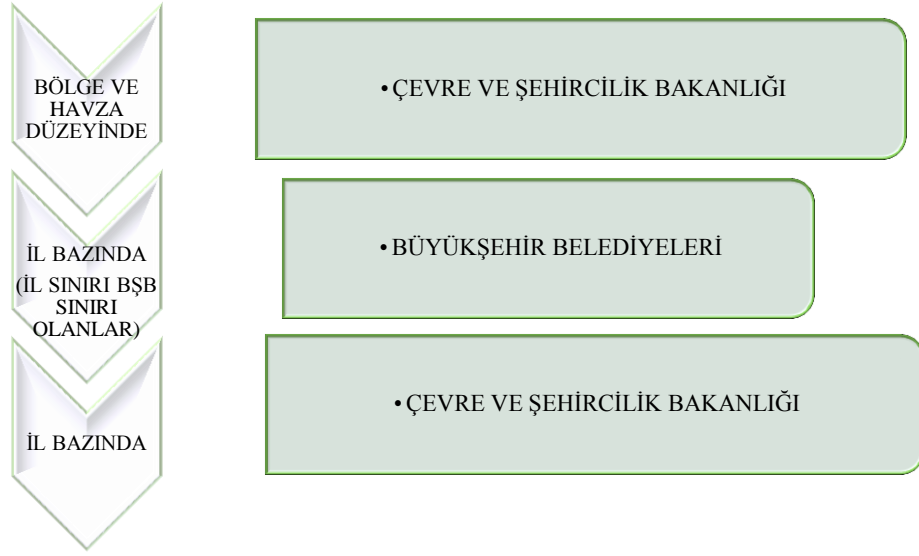 BÖLGE VE
HAVZA
DÜZEYİNDE
• ÇEVRE VE ŞEHİRCİLİK BAKANLIĞI
İL BAZINDA
(İL SINIRI BŞB
SINIRI
OLANLAR)
• BÜYÜKŞEHİR BELEDİYELERİ
İL BAZINDA
• ÇEVRE VE ŞEHİRCİLİK BAKANLIĞI